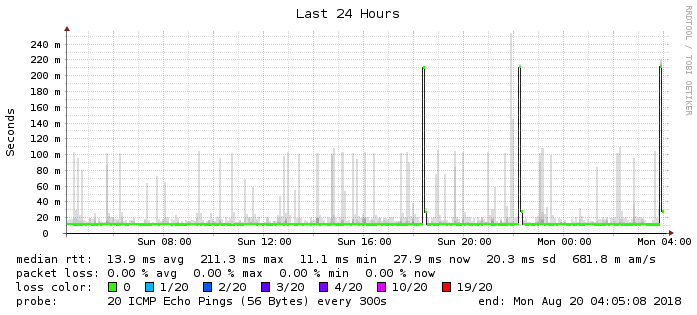 Last 24 Hours
RRDTOOL / TOBI OETIKER
Seconds
240 m
220 m
200 m
180 m
160 m
140 m
120 m
100 m
80 m
60 m
40 m
20 m
0
Sun 08:00 Sun 12:00 Sun 16:00 Sun 20:00 Mon 00:00 Mon 04:00
median rtt: 13.9 ms avg 211.3 ms max 11.1 ms min 27.9 ms now 20.3 ms sd 681.8 m am/s
packet loss: 0.00 % avg 0.00 % max 0.00 % min 0.00 % now
loss color: 0 1/20 2/20 3/20 4/20 10/20 19/20
probe: 20 ICMP Echo Pings (56 Bytes) every 300s end: Mon Aug 20 04:05:08 2018